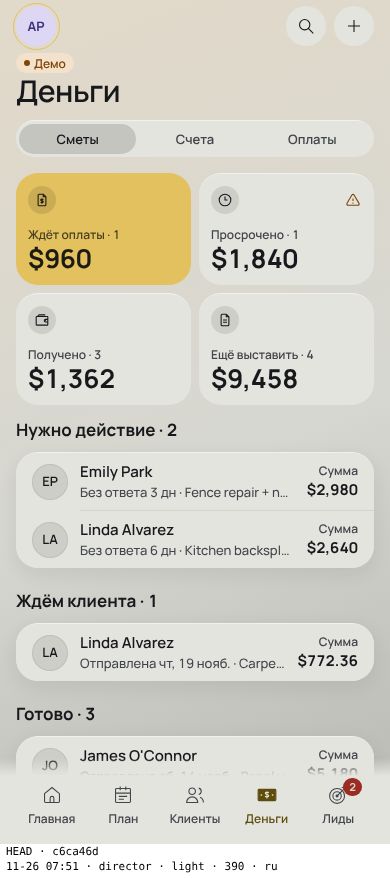 AP
Демо
Деньги
Сметы Счета Оплаты
Ждёт оплаты · 1
$960
Просрочено · 1
$1,840
Получено · 3
$1,362
Ещё выставить · 4
$9,458
Нужно действие · 2
EP
Emily Park
Сумма
Без ответа 3 дн · Fence repair + n…
$2,980
LA
Linda Alvarez
Сумма
Без ответа 6 дн · Kitchen backspl…
$2,640
Ждём клиента · 1
LA
Linda Alvarez
Сумма
Отправлена чт, 19 нояб. · Carpe…
$772.36
Готово · 3
JO
James O'Connor
Сумма
$5,180
2
Главная План Клиенты Деньги Лиды
HEAD · c6ca46d
11-26 07:51 · director · light · 390 · ru